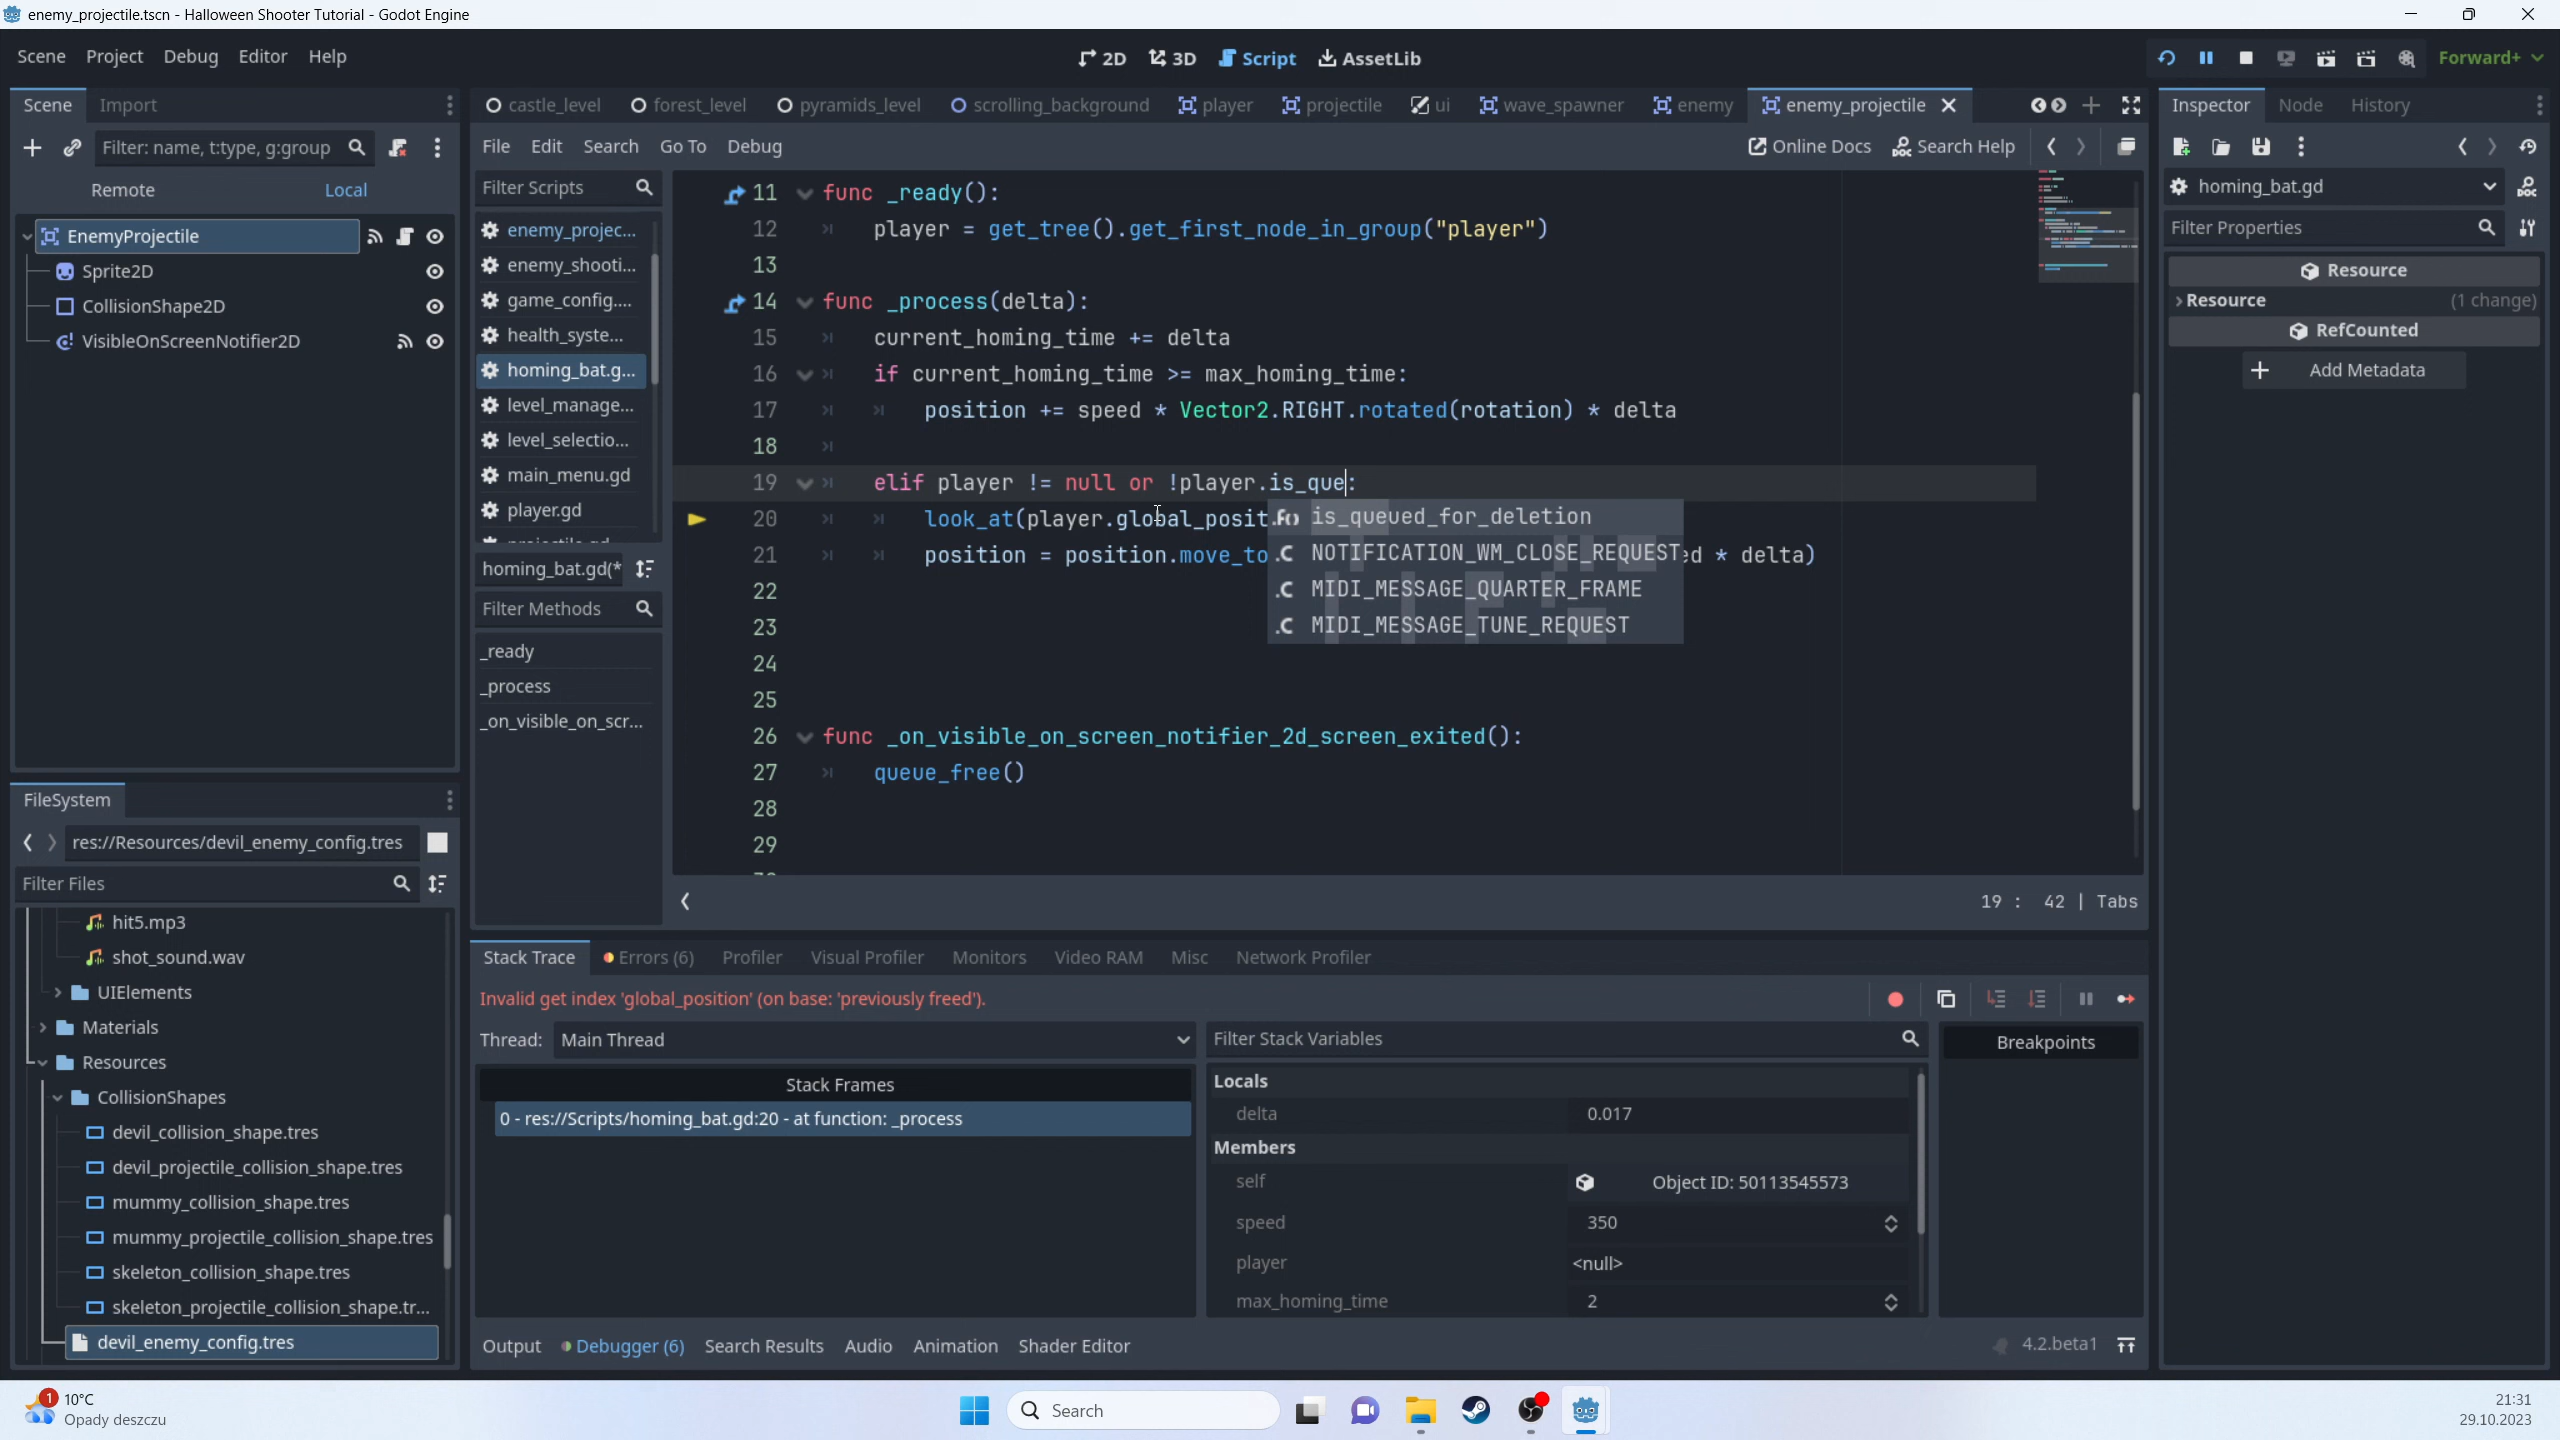 enemy_projectile.tscn - Halloween Shooter Tutorial - Godot Engine
Scene Project Debug Editor Help
2D 3D Script AssetLib
Forward+
Scene Import
castle_level forest_level pyramids_level scrolling_background player projectile ui wave_spawner enemy enemy_projectile
Inspector Node History
Filter: name, t:type, g:group
File Edit Search Go To Debug
Online Docs Search Help
Remote Local
Filter Scripts
homing_bat.gd
Filter Properties
EnemyProjectile
Sprite2D
CollisionShape2D
VisibleOnScreenNotifier2D
enemy_projec...
enemy_shooti...
game_config....
health_syste...
homing_bat.g...
level_manage...
level_selectio...
main_menu.gd
player.gd
homing_bat.gd(*
Filter Methods
_ready
_process
_on_visible_on_scr...
11 func _ready():
12 player = get_tree().get_first_node_in_group("player")
13
14 func _process(delta):
15 current_homing_time += delta
16 if current_homing_time >= max_homing_time:
17 position += speed * Vector2.RIGHT.rotated(rotation) * delta
18
19 elif player != null or !player.is_que:
20 look_at(player.global_posit
21 position = position.move_to ed * delta)
22
23
24
25
26 func _on_visible_on_screen_notifier_2d_screen_exited():
27 queue_free()
28
29
is_queued_for_deletion
NOTIFICATION_WM_CLOSE_REQUEST
MIDI_MESSAGE_QUARTER_FRAME
MIDI_MESSAGE_TUNE_REQUEST
19 : 42 | Tabs
Resource
Resource (1 change)
RefCounted
Add Metadata
FileSystem
res://Resources/devil_enemy_config.tres
Filter Files
hit5.mp3
shot_sound.wav
UIElements
Materials
Resources
CollisionShapes
devil_collision_shape.tres
devil_projectile_collision_shape.tres
mummy_collision_shape.tres
mummy_projectile_collision_shape.tres
skeleton_collision_shape.tres
skeleton_projectile_collision_shape.tr...
devil_enemy_config.tres
Stack Trace Errors (6) Profiler Visual Profiler Monitors Video RAM Misc Network Profiler
Invalid get index 'global_position' (on base: 'previously freed').
Thread: Main Thread
Filter Stack Variables
Breakpoints
Stack Frames
0 - res://Scripts/homing_bat.gd:20 - at function: _process
Locals
delta 0.017
Members
self Object ID: 50113545573
speed 350
player <null>
max_homing_time 2
Output Debugger (6) Search Results Audio Animation Shader Editor
4.2.beta1
1
10°C
Opady deszczu
Search
21:31
29.10.2023